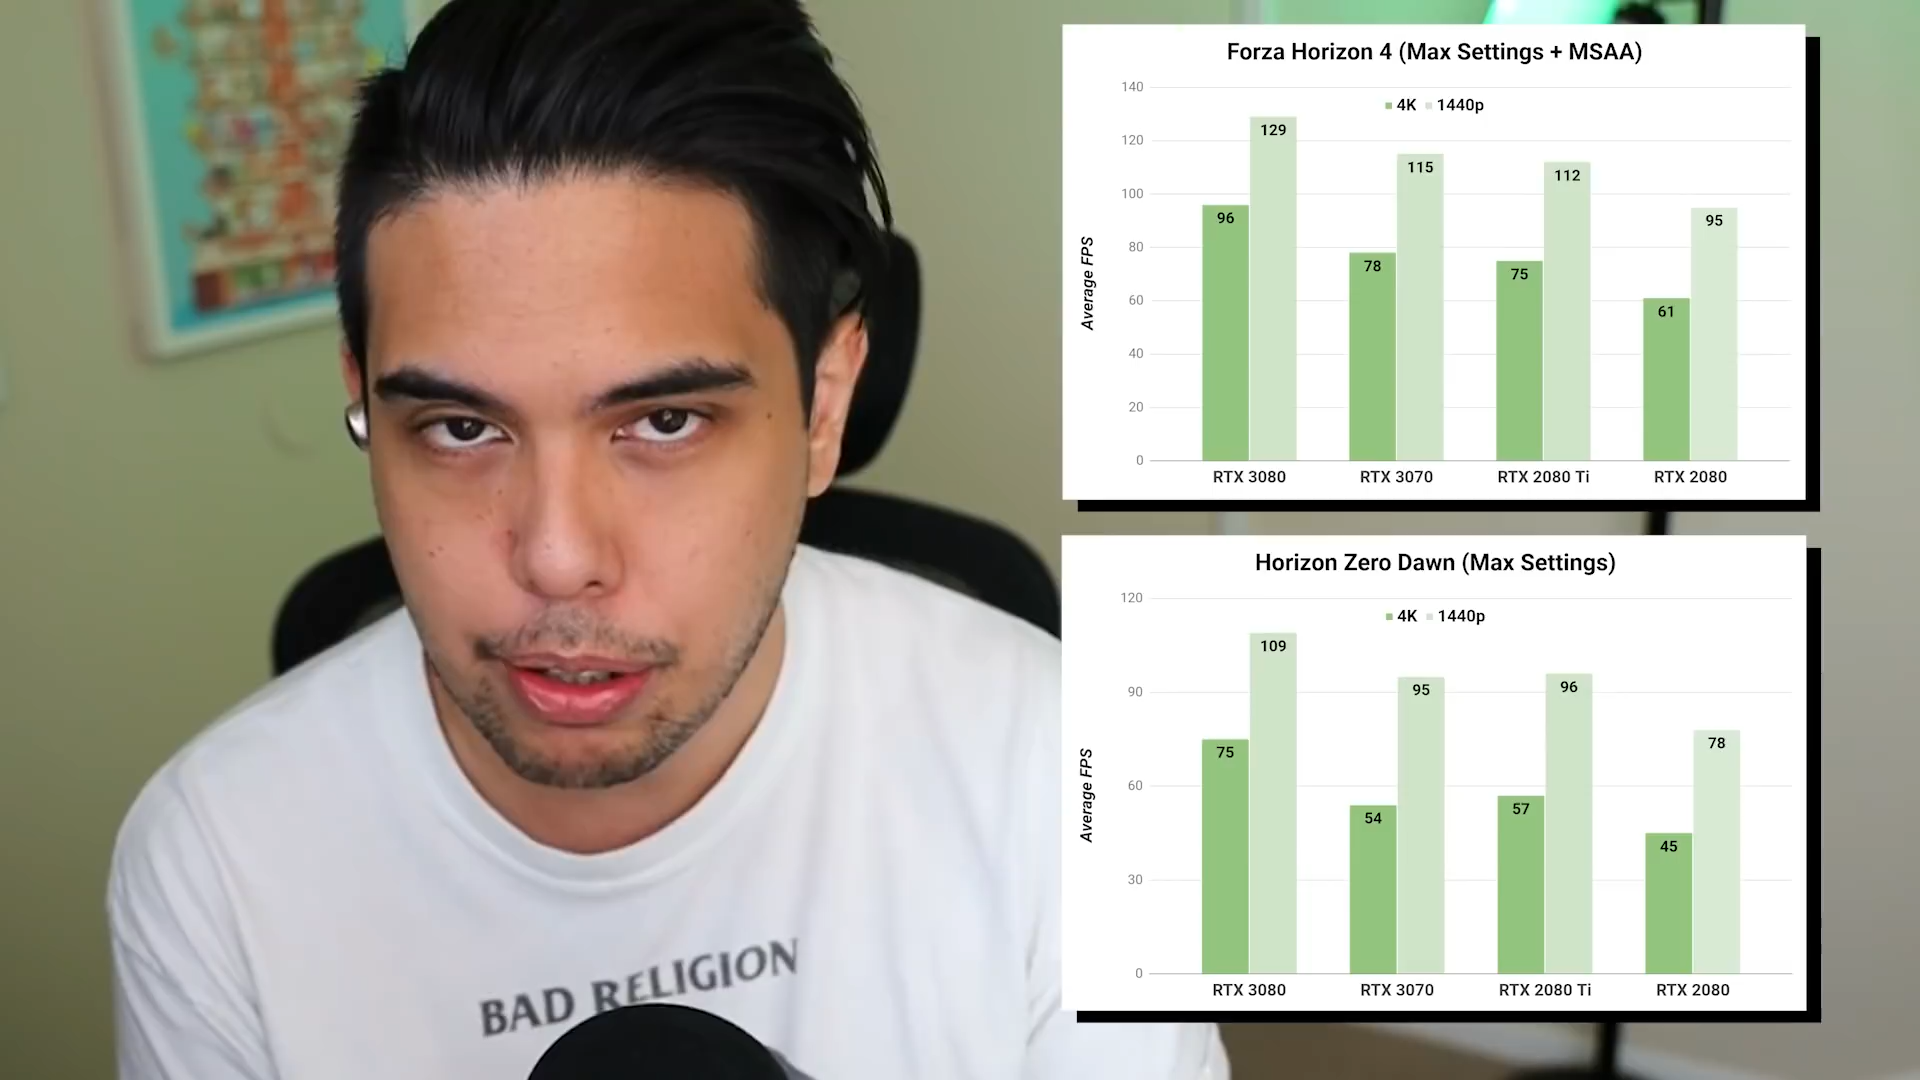 Forza Horizon 4 (Max Settings + MSAA)
4K 1440p
Average FPS
140
120
100
80
60
40
20
0
96 129 78 115 75 112 61 95
RTX 3080 RTX 3070 RTX 2080 Ti RTX 2080
Horizon Zero Dawn (Max Settings)
4K 1440p
Average FPS
120
90
60
30
0
75 109 54 95 57 96 45 78
RTX 3080 RTX 3070 RTX 2080 Ti RTX 2080
BAD RELIGION